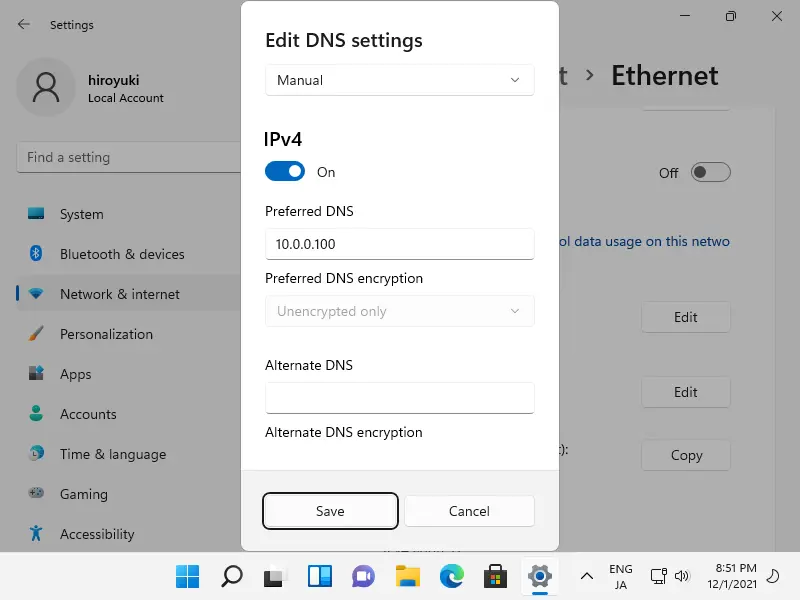 Settings
hiroyuki
Local Account
Find a setting
System
Bluetooth & devices
Network & internet
Personalization
Apps
Accounts
Time & language
Gaming
Accessibility
Edit DNS settings
Manual
IPv4
On
Preferred DNS
10.0.0.100
Preferred DNS encryption
Unencrypted only
Alternate DNS
Alternate DNS encryption
Save
Cancel
t › Ethernet
Off
ol data usage on this netwo
Edit
Edit
):
Copy
ENG
JA
8:51 PM
12/1/2021